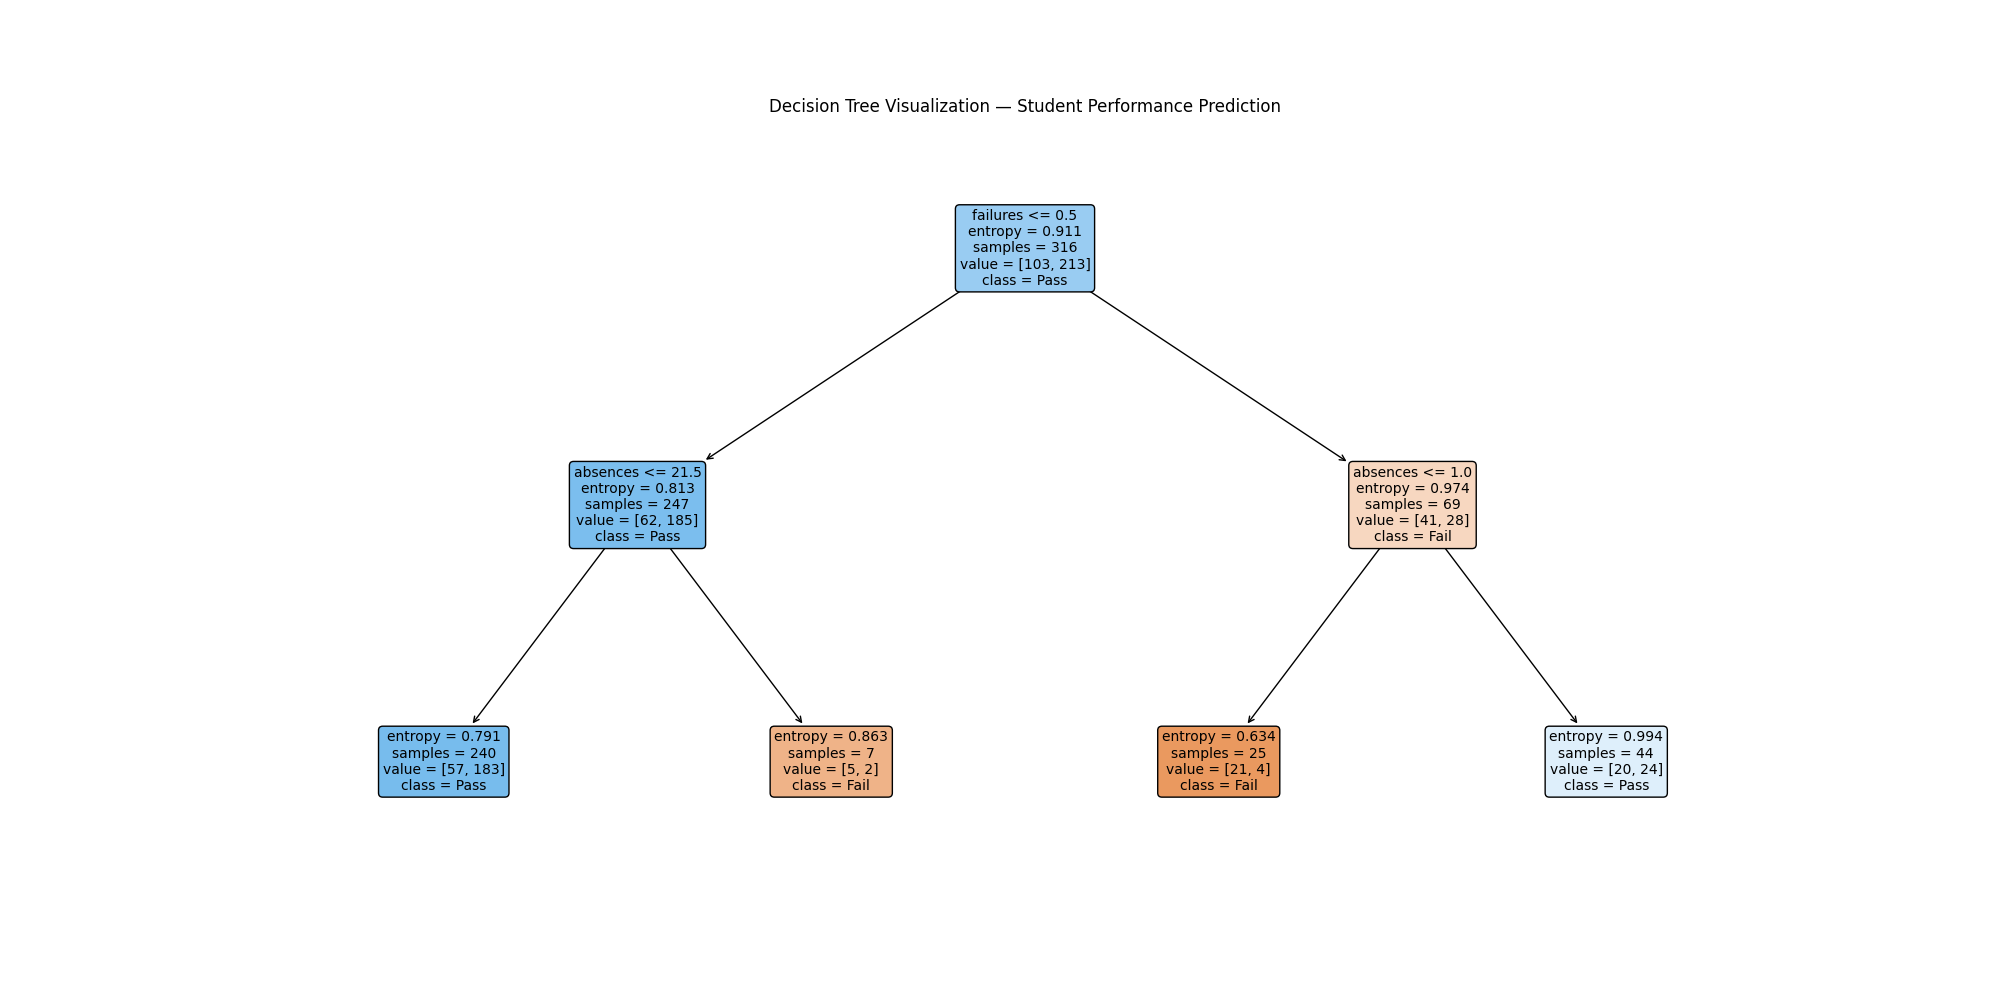 Decision Tree Visualization — Student Performance Prediction
failures <= 0.5
entropy = 0.911
samples = 316
value = [103, 213]
class = Pass
absences <= 21.5
entropy = 0.813
samples = 247
value = [62, 185]
class = Pass
absences <= 1.0
entropy = 0.974
samples = 69
value = [41, 28]
class = Fail
entropy = 0.791
samples = 240
value = [57, 183]
class = Pass
entropy = 0.863
samples = 7
value = [5, 2]
class = Fail
entropy = 0.634
samples = 25
value = [21, 4]
class = Fail
entropy = 0.994
samples = 44
value = [20, 24]
class = Pass